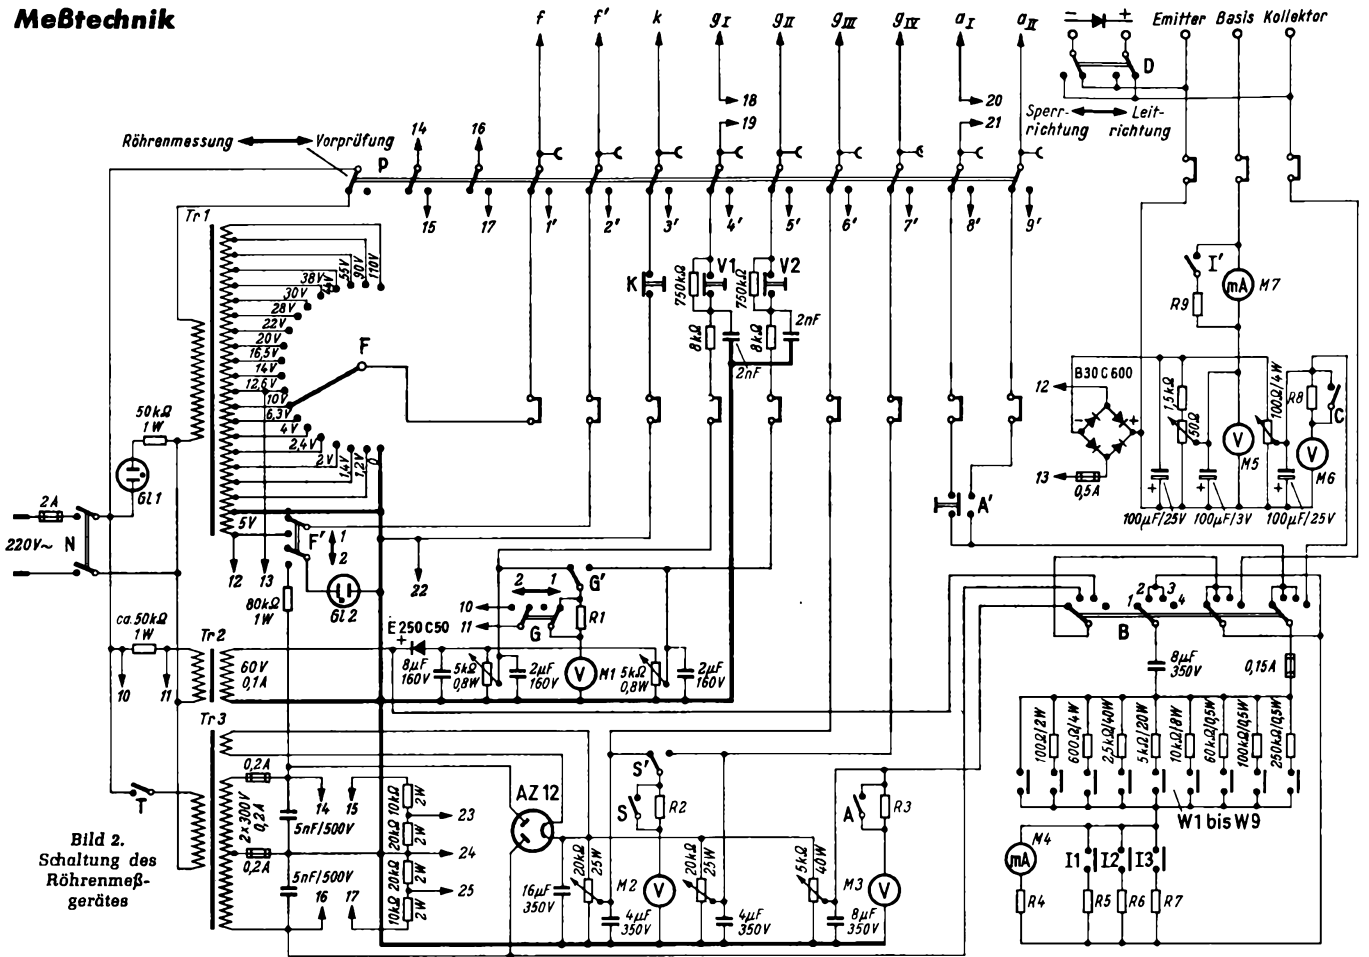 Meßtechnik
f f' k gI gII gIII gIV aI aII
– + Emitter Basis Kollektor
D
18 20
19 21
Sperr- Leit-
richtung richtung
Röhrenmessung Vorprüfung
14 16
P
15 17 1' 2' 3' 4' 5' 6' 7' 8' 9'
Tr1
110V
90V
55V
38V
30V
28V
22V
20V
16,5V
14V
12,6V
10V
6,3V
4V
2,4V
2V
1,4V
1,2V
0
5V
F
K
V1 V2
750kΩ 750kΩ
8kΩ 8kΩ
2nF
2nF
I'
R9
mA M7
B30C600
12
– +
13
0,5A
1,5kΩ
50Ω
100Ω/4W
R8
C
V M5
V M6
+ + +
100µF/25V 100µF/3V 100µF/25V
50kΩ
1W
Gl1
2A
220V~ N
F' 1
2
12 13
Gl2
22
80kΩ
1W
A'
G'
2 1
10
11
G
R1
ca.50kΩ
1W
10 11
Tr2
60V
0,1A
E250C50
+
8µF
160V
5kΩ
0,8W
2µF
160V
V M1
5kΩ
0,8W
2µF
160V
1 2 3 4
B
8µF
350V
0,15A
100Ω/2W
600Ω/4W
2,5kΩ/40W
5kΩ/20W
10kΩ/8W
60kΩ/0,5W
100kΩ/0,5W
250kΩ/0,5W
W1 bis W9
Tr3
T
0,2A
2×300V
0,2A
0,2A
5nF/500V
5nF/500V
14 15
16 17
10kΩ 2W
20kΩ 2W
20kΩ 2W
10kΩ 2W
23
24
25
AZ12
16µF
350V
20kΩ
25W
4µF
350V
S'
S
R2
M2 V
20kΩ
25W
4µF
350V
5kΩ
40W
A
R3
M3 V
8µF
350V
M4
mA
I1 I2 I3
R4 R5 R6 R7
Bild 2.
Schaltung des
Röhrenmeß-
gerätes